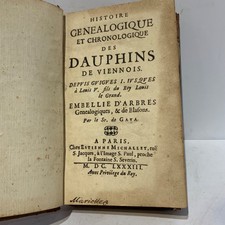 HISTOIRE
GENEALOGIQUE
ET CHRONOLOGIQUE
DES
DAUPHINS
DE VIENNOIS.
DEPUIS GUIGUES I. IUSQUES
à Louis V. fils du Roy Louis
le Grand.
EMBELLIE D'ARBRES
Genealogiques, & de Blasons.
Par le Sr. de GAYA.
A PARIS,
Chez ESTIENNE MICHALLET, ruë
S. Jacques, à l'Image S. Paul, proche
la Fontaine S. Severin.
M. DC. LXXXIII.
Avec Privilege du Roy.